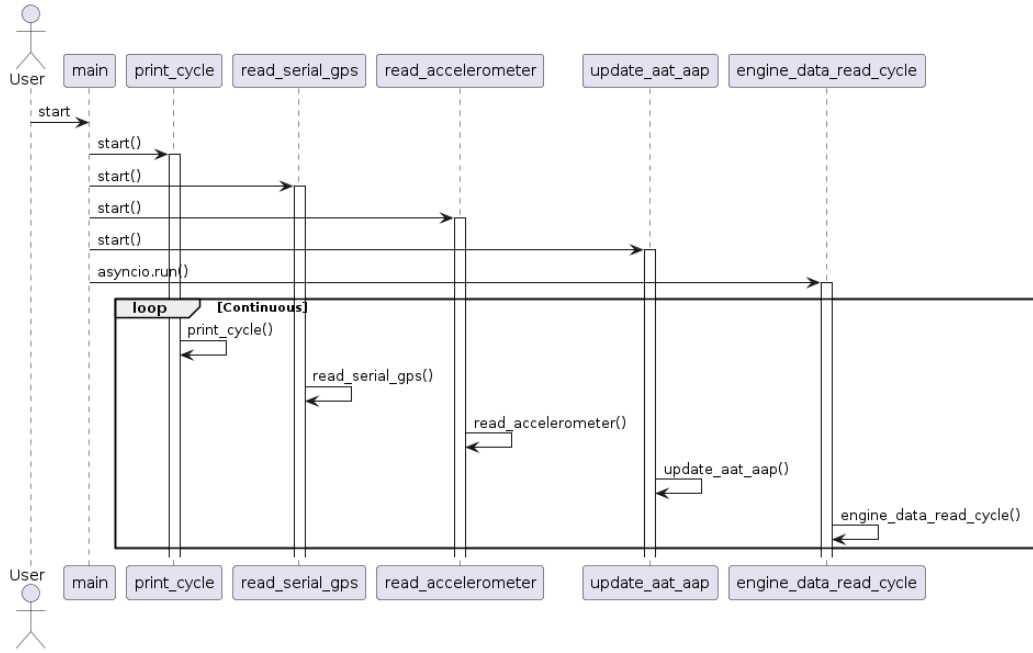 User
main
print_cycle
read_serial_gps
read_accelerometer
update_aat_aap
engine_data_read_cycle
start
start()
start()
start()
start()
asyncio.run()
loop [Continuous]
print_cycle()
read_serial_gps()
read_accelerometer()
update_aat_aap()
engine_data_read_cycle()
User
main
print_cycle
read_serial_gps
read_accelerometer
update_aat_aap
engine_data_read_cycle